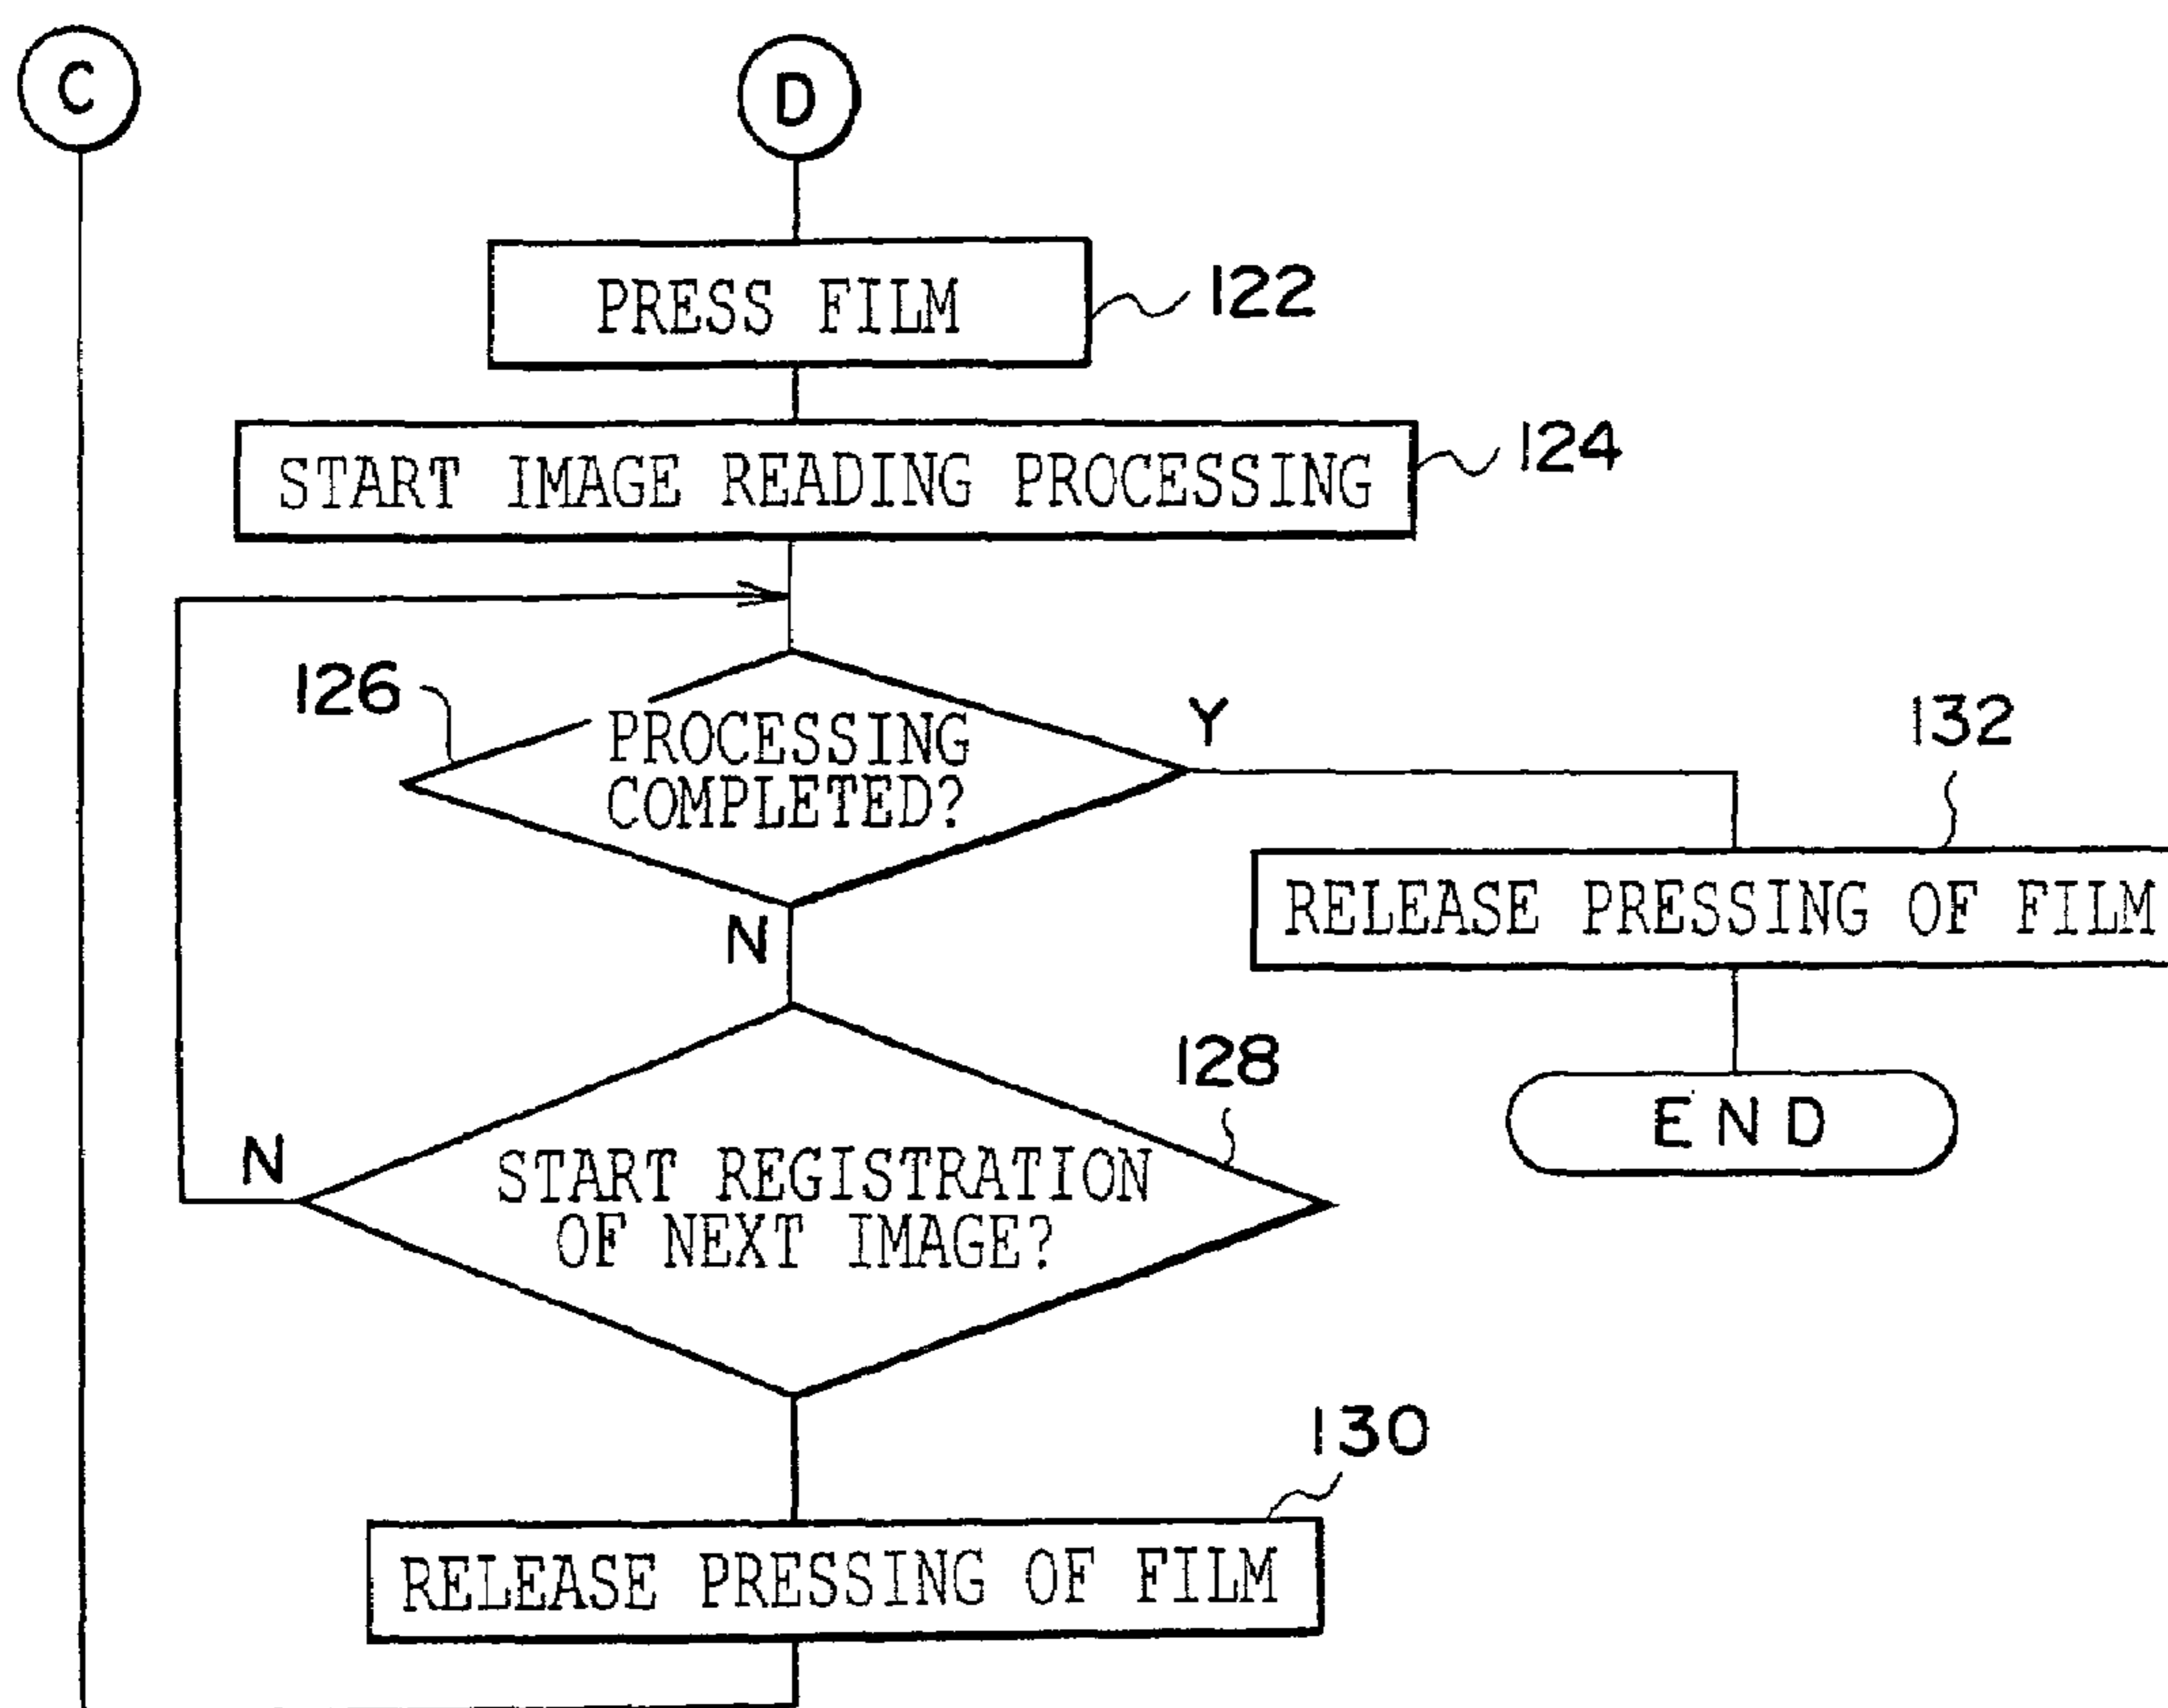 C
D
PRESS FILM
122
START IMAGE READING PROCESSING
124
126
PROCESSING
COMPLETED?
Y
132
RELEASE PRESSING OF FILM
N
128
END
START REGISTRATION
OF NEXT IMAGE?
N
130
RELEASE PRESSING OF FILM